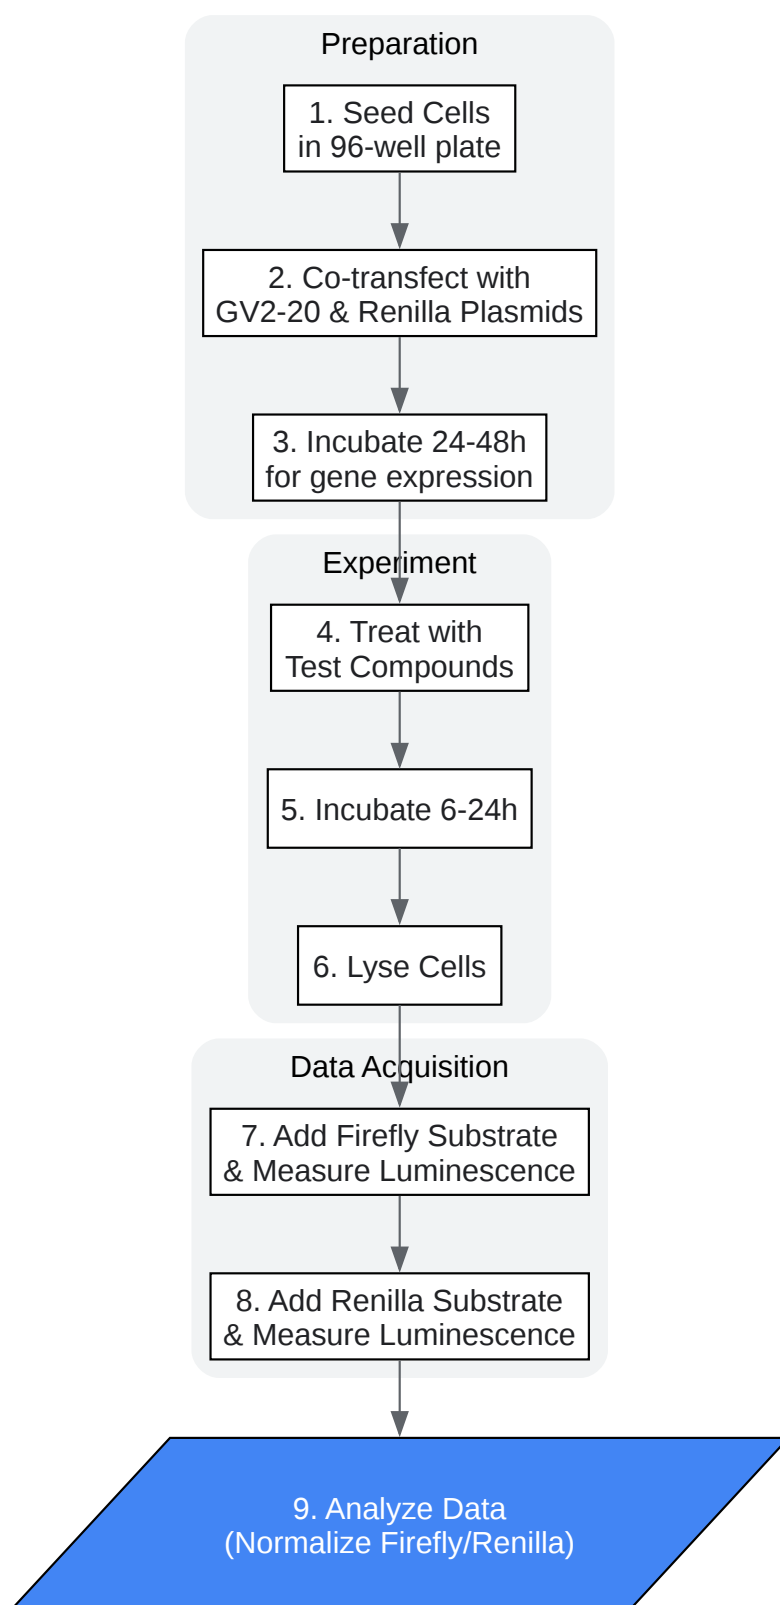 Preparation
1. Seed Cells
in 96-well plate
2. Co-transfect with
GV2-20 & Renilla Plasmids
3. Incubate 24-48h
for gene expression
Experiment
4. Treat with
Test Compounds
5. Incubate 6-24h
6. Lyse Cells
Data Acquisition
7. Add Firefly Substrate
& Measure Luminescence
8. Add Renilla Substrate
& Measure Luminescence
9. Analyze Data
(Normalize Firefly/Renilla)